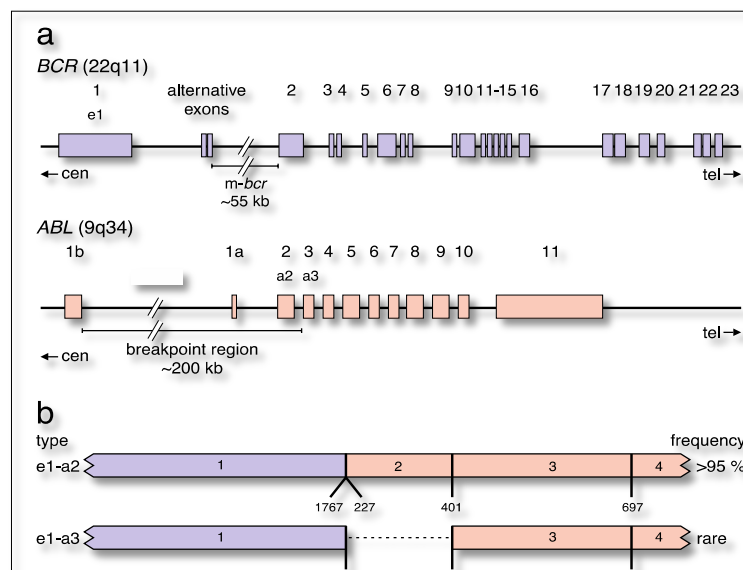 a
BCR (22q11)
1 alternative exons 2 3 4 5 6 7 8 9 10 11-15 16 17 18 19 20 21 22 23
e1
← cen tel →
m-bcr
~55 kb
ABL (9q34)
1b 1a 2 3 4 5 6 7 8 9 10 11
a2 a3
← cen breakpoint region tel →
~200 kb
b
type frequency
e1-a2 1 2 3 4 >95 %
1767 227 401 697
e1-a3 1 3 4 rare